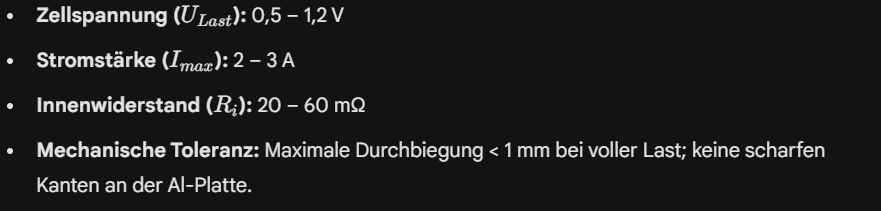 • Zellspannung (U_Last): 0,5 – 1,2 V
• Stromstärke (I_max): 2 – 3 A
• Innenwiderstand (R_i): 20 – 60 mΩ
• Mechanische Toleranz: Maximale Durchbiegung < 1 mm bei voller Last; keine scharfen
Kanten an der Al-Platte.